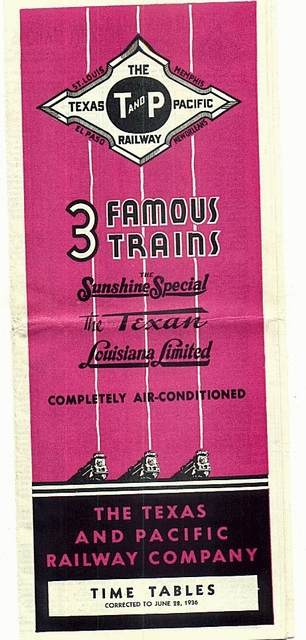 ST. LOUIS
MEMPHIS
THE
TEXAS T AND P PACIFIC
RAILWAY
EL PASO
NEW ORLEANS
3 FAMOUS
TRAINS
THE
Sunshine Special
The Texan
Louisiana Limited
COMPLETELY AIR-CONDITIONED
THE TEXAS
AND PACIFIC
RAILWAY COMPANY
TIME TABLES
CORRECTED TO JUNE 28, 1936